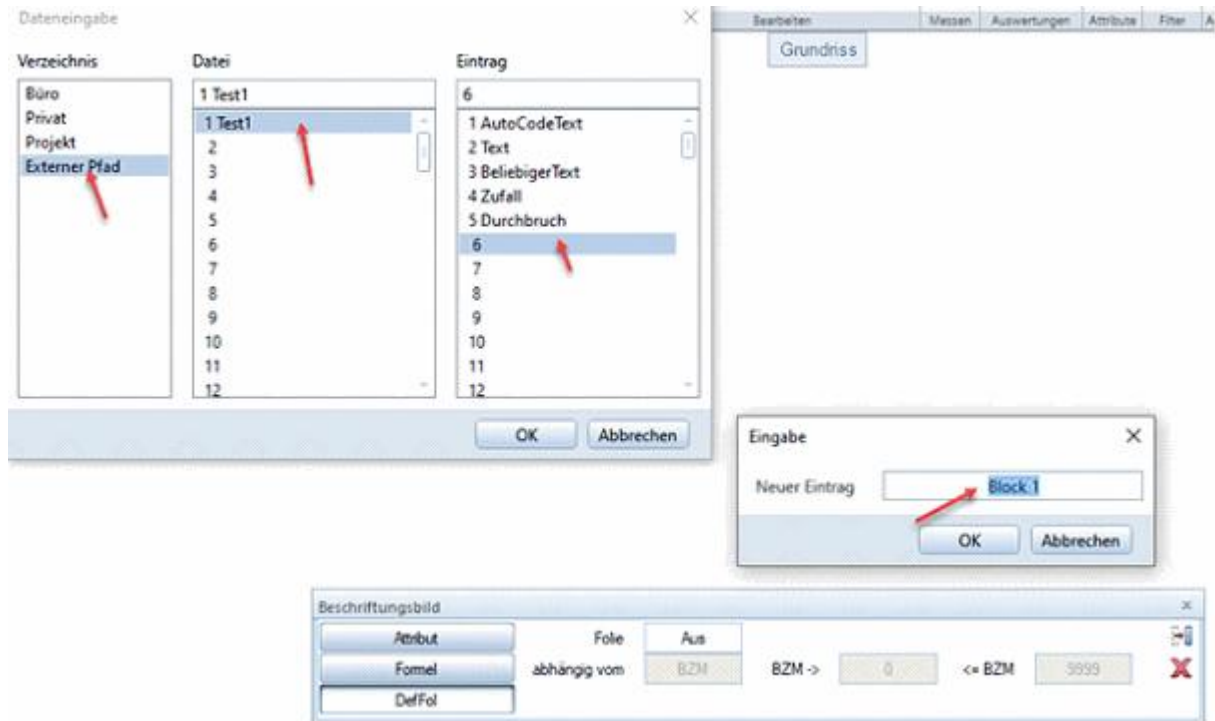 Dateneingabe
Verzeichnis
Datei
Eintrag
Büro
Privat
Projekt
Externer Pfad
1 Test1
1 Test1
2
3
4
5
6
7
8
9
10
11
12
6
1 AutoCodeText
2 Text
3 BeliebigerText
4 Zufall
5 Durchbruch
6
7
8
9
10
11
12
OK
Abbrechen
Bearbeiten
Messen
Auswertungen
Attribute
Filter
A
Grundriss
Eingabe
Neuer Eintrag
Block 1
OK
Abbrechen
Beschriftungsbild
Attribut
Folie
Aus
Formel
abhängig vom
BZM
BZM ->
0
<= BZM
9999
DefFol